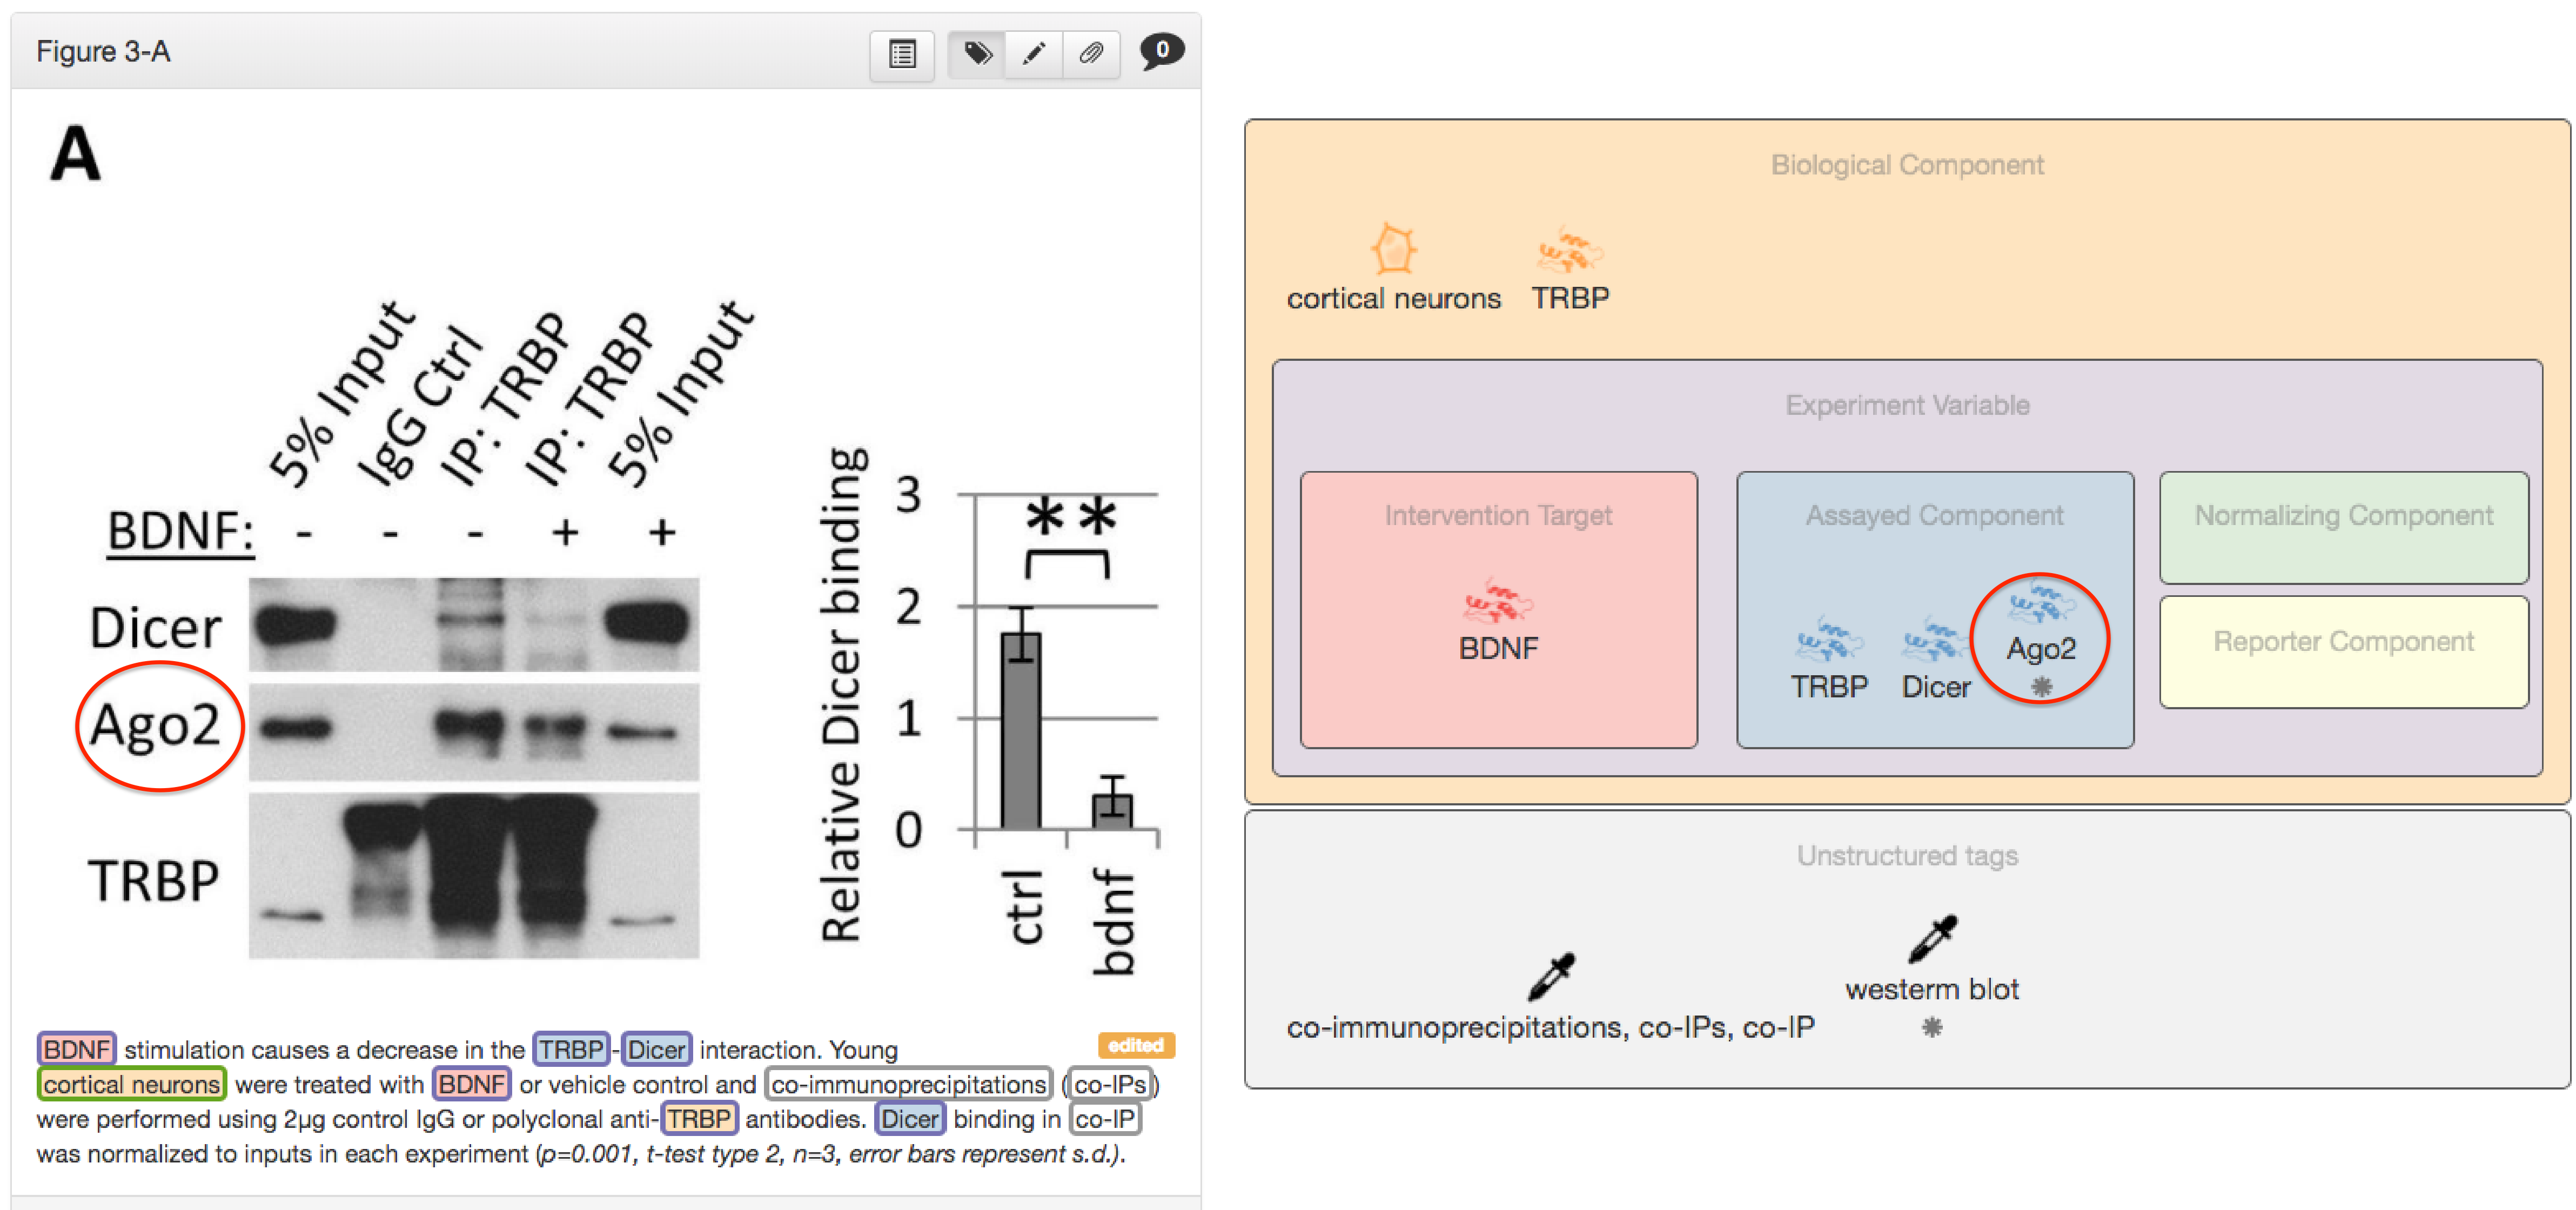 Figure 3-A
0
A
5% Input
IgG Ctrl
IP: TRBP
IP: TRBP
5% Input
BDNF: - - - + +
Dicer
Ago2
TRBP
Relative Dicer binding
3
2
1
0
**
ctrl
bdnf
BDNF stimulation causes a decrease in the TRBP-Dicer interaction. Young
edited
cortical neurons were treated with BDNF or vehicle control and co-immunoprecipitations (co-IPs)
were performed using 2µg control IgG or polyclonal anti-TRBP antibodies. Dicer binding in co-IP
was normalized to inputs in each experiment (p=0.001, t-test type 2, n=3, error bars represent s.d.).
Biological Component
cortical neurons
TRBP
Experiment Variable
Intervention Target
BDNF
Assayed Component
TRBP
Dicer
Ago2
*
Normalizing Component
Reporter Component
Unstructured tags
co-immunoprecipitations, co-IPs, co-IP
westerm blot
*